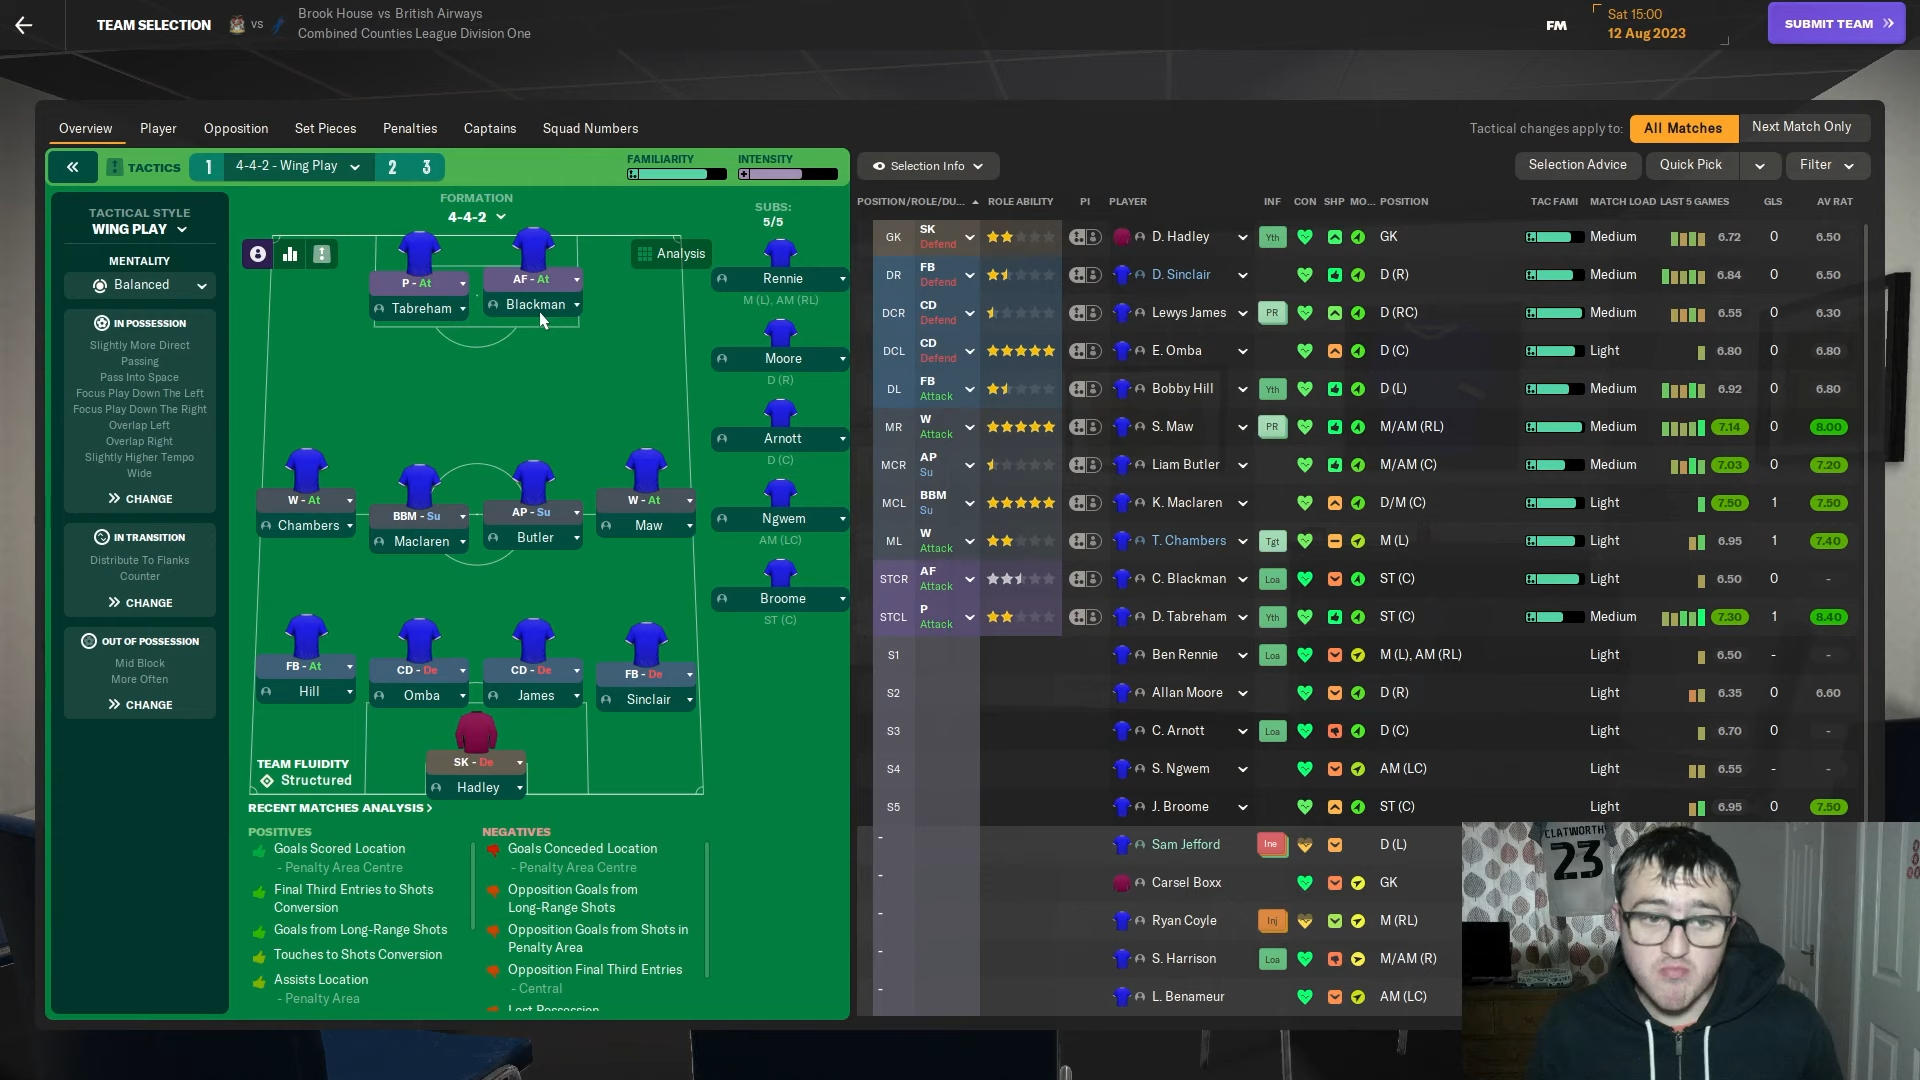 TEAM SELECTION
vs
Brook House vs British Airways
Combined Counties League Division One
FM
Sat 15:00
12 Aug 2023
SUBMIT TEAM
Overview
Player
Opposition
Set Pieces
Penalties
Captains
Squad Numbers
Tactical changes apply to:
All Matches
Next Match Only
TACTICS
1
4-4-2 - Wing Play
2
3
FAMILIARITY
INTENSITY
Selection Info
Selection Advice
Quick Pick
Filter
TACTICAL STYLE
WING PLAY
MENTALITY
Balanced
IN POSSESSION
Slightly More Direct
Passing
Pass Into Space
Focus Play Down The Left
Focus Play Down The Right
Overlap Left
Overlap Right
Slightly Higher Tempo
Wide
CHANGE
IN TRANSITION
Distribute To Flanks
Counter
CHANGE
OUT OF POSSESSION
Mid Block
More Often
CHANGE
FORMATION
4-4-2
Analysis
P - At
Tabreham
AF - At
Blackman
W - At
Chambers
BBM - Su
Maclaren
AP - Su
Butler
W - At
Maw
FB - At
Hill
CD - De
Omba
CD - De
James
FB - De
Sinclair
SK - De
Hadley
TEAM FLUIDITY
Structured
SUBS:
5/5
Rennie
M (L), AM (RL)
Moore
D (R)
Arnott
D (C)
Ngwem
AM (LC)
Broome
ST (C)
RECENT MATCHES ANALYSIS
POSITIVES
Goals Scored Location
- Penalty Area Centre
Final Third Entries to Shots
Conversion
Goals from Long-Range Shots
Touches to Shots Conversion
Assists Location
- Penalty Area
NEGATIVES
Goals Conceded Location
- Penalty Area Centre
Opposition Goals from
Long-Range Shots
Opposition Goals from Shots in
Penalty Area
Opposition Final Third Entries
- Central
Lost Possession
POSITION/ROLE/DU... ROLE ABILITY PI PLAYER INF CON SHP MO... POSITION TAC FAMI MATCH LOAD LAST 5 GAMES GLS AV RAT
GK SK Defend D. Hadley Yth GK Medium 6.72 0 6.50
DR FB Defend D. Sinclair D (R) Medium 6.84 0 6.50
DCR CD Defend Lewys James PR D (RC) Medium 6.55 0 6.30
DCL CD Defend E. Omba D (C) Light 6.80 0 6.80
DL FB Attack Bobby Hill Yth D (L) Medium 6.92 0 6.80
MR W Attack S. Maw PR M/AM (RL) Medium 7.14 0 8.00
MCR AP Su Liam Butler M/AM (C) Medium 7.03 0 7.20
MCL BBM Su K. Maclaren D/M (C) Light 7.50 1 7.50
ML W Attack T. Chambers Tgt M (L) Light 6.95 1 7.40
STCR AF Attack C. Blackman Loa ST (C) Light 6.50 0 -
STCL P Attack D. Tabreham Yth ST (C) Medium 7.30 1 8.40
S1 Ben Rennie Loa M (L), AM (RL) Light 6.50 - -
S2 Allan Moore D (R) Light 6.35 0 6.60
S3 C. Arnott Loa D (C) Light 6.70 0 -
S4 S. Ngwem AM (LC) Light 6.55 - -
S5 J. Broome ST (C) Light 6.95 0 7.50
- Sam Jefford Ine D (L)
- Carsel Boxx GK
- Ryan Coyle Inj M (RL)
- S. Harrison Loa M/AM (R)
- L. Benameur AM (LC)
CLATWORTHY
23